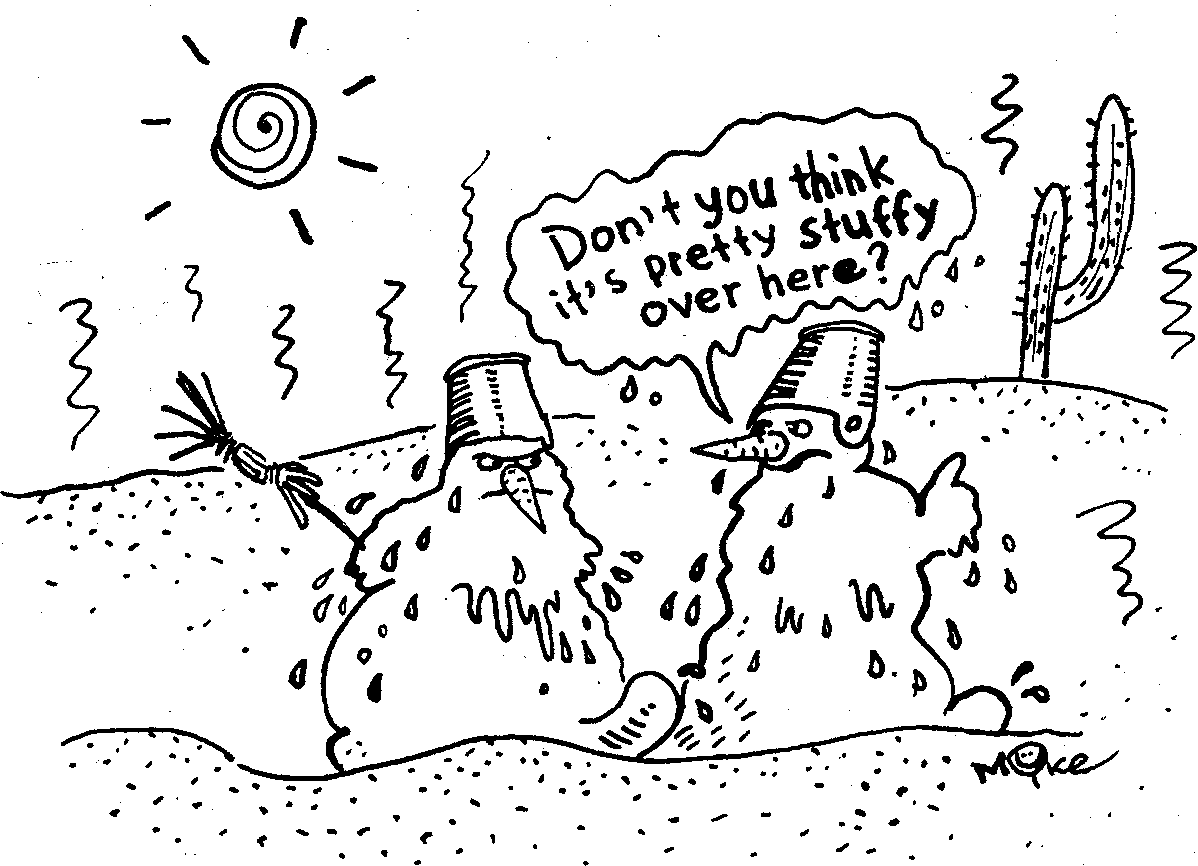 Don't you think
it's pretty stuffy
over here?
Moke